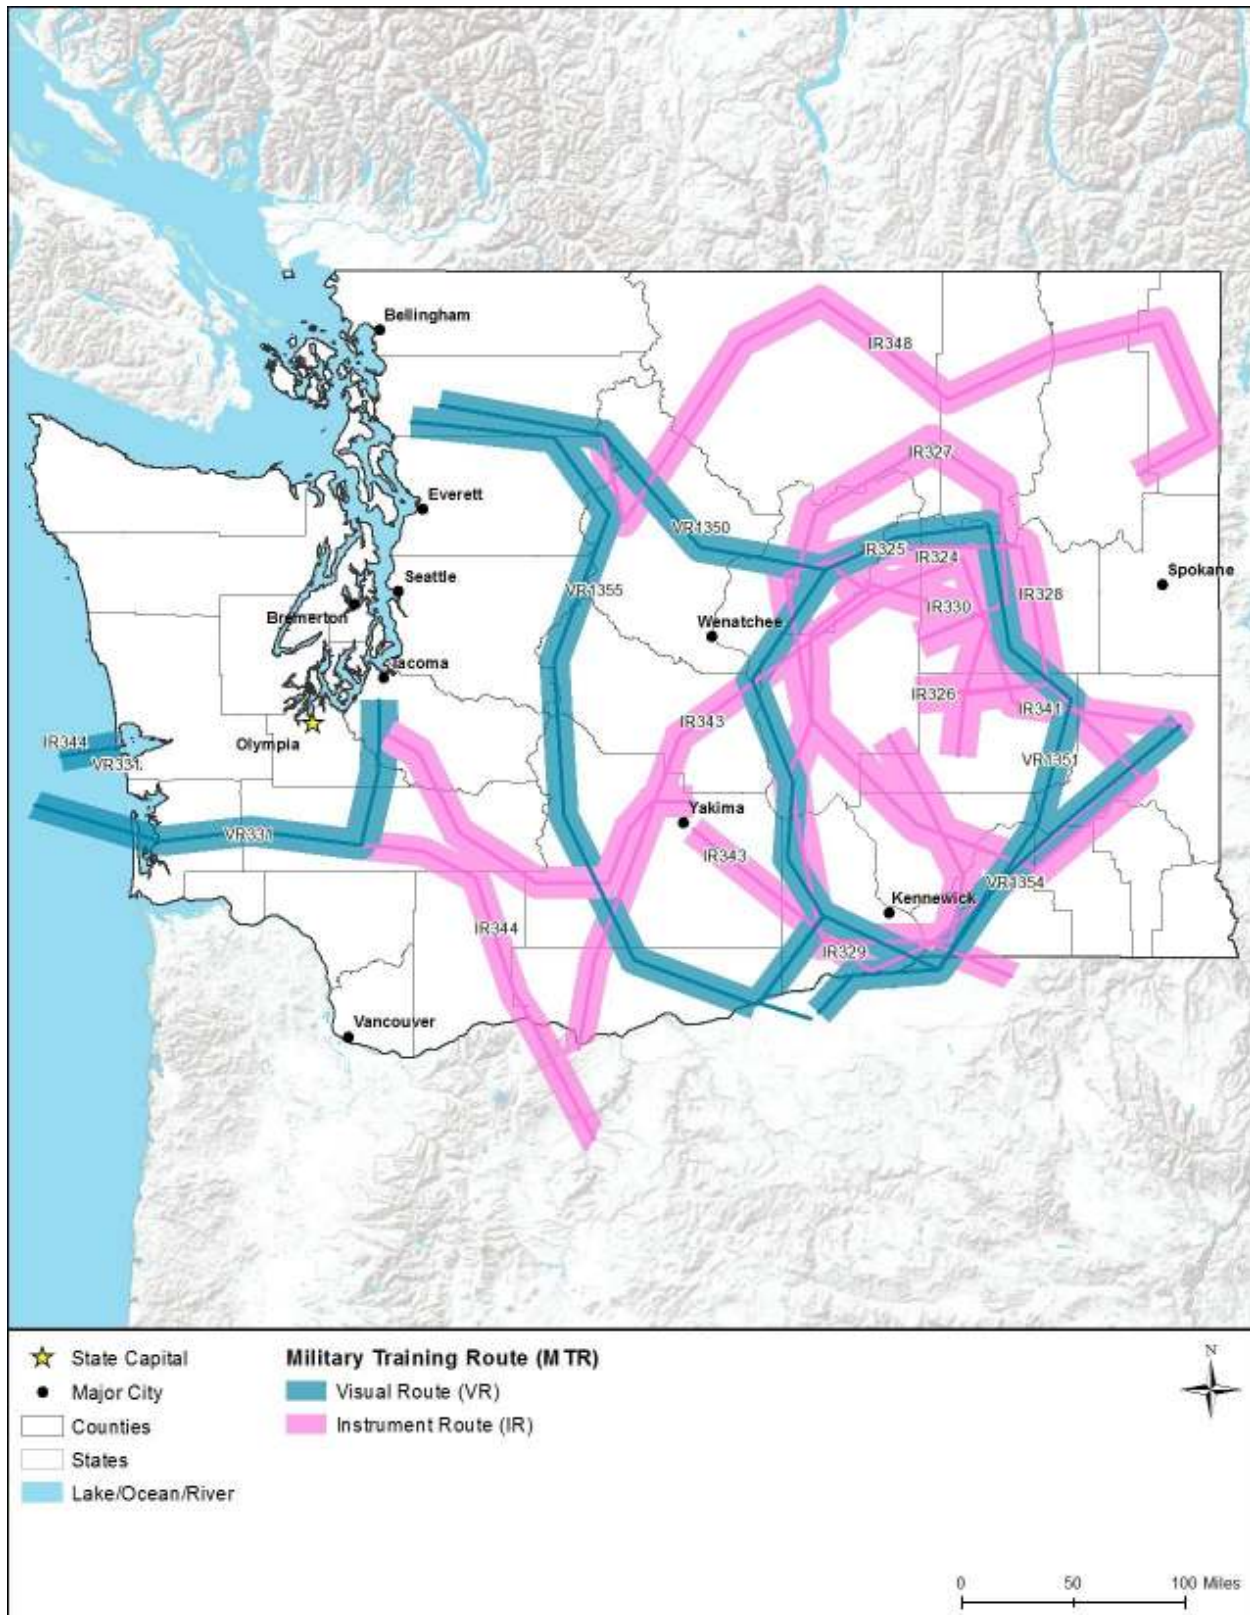 Bellingham
IR348
IR327
Everett
VR1350
IR325
IR324
Spokane
Seattle
VR1355
IR328
Bremerton
IR330
Wenatchee
Tacoma
IR326
IR341
IR343
Olympia
IR344
VR331
VR1351
Yakima
VR331
IR343
VR1354
Kennewick
IR344
IR329
Vancouver
State Capital
Major City
Counties
States
Lake/Ocean/River
Military Training Route (MTR)
Visual Route (VR)
Instrument Route (IR)
N
0 50 100 Miles